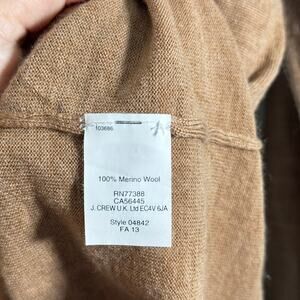 103686
100% Merino Wool
RN77388
CA56445
J. CREW U.K. Ltd EC4V 6JA
Style 04842
FA 13